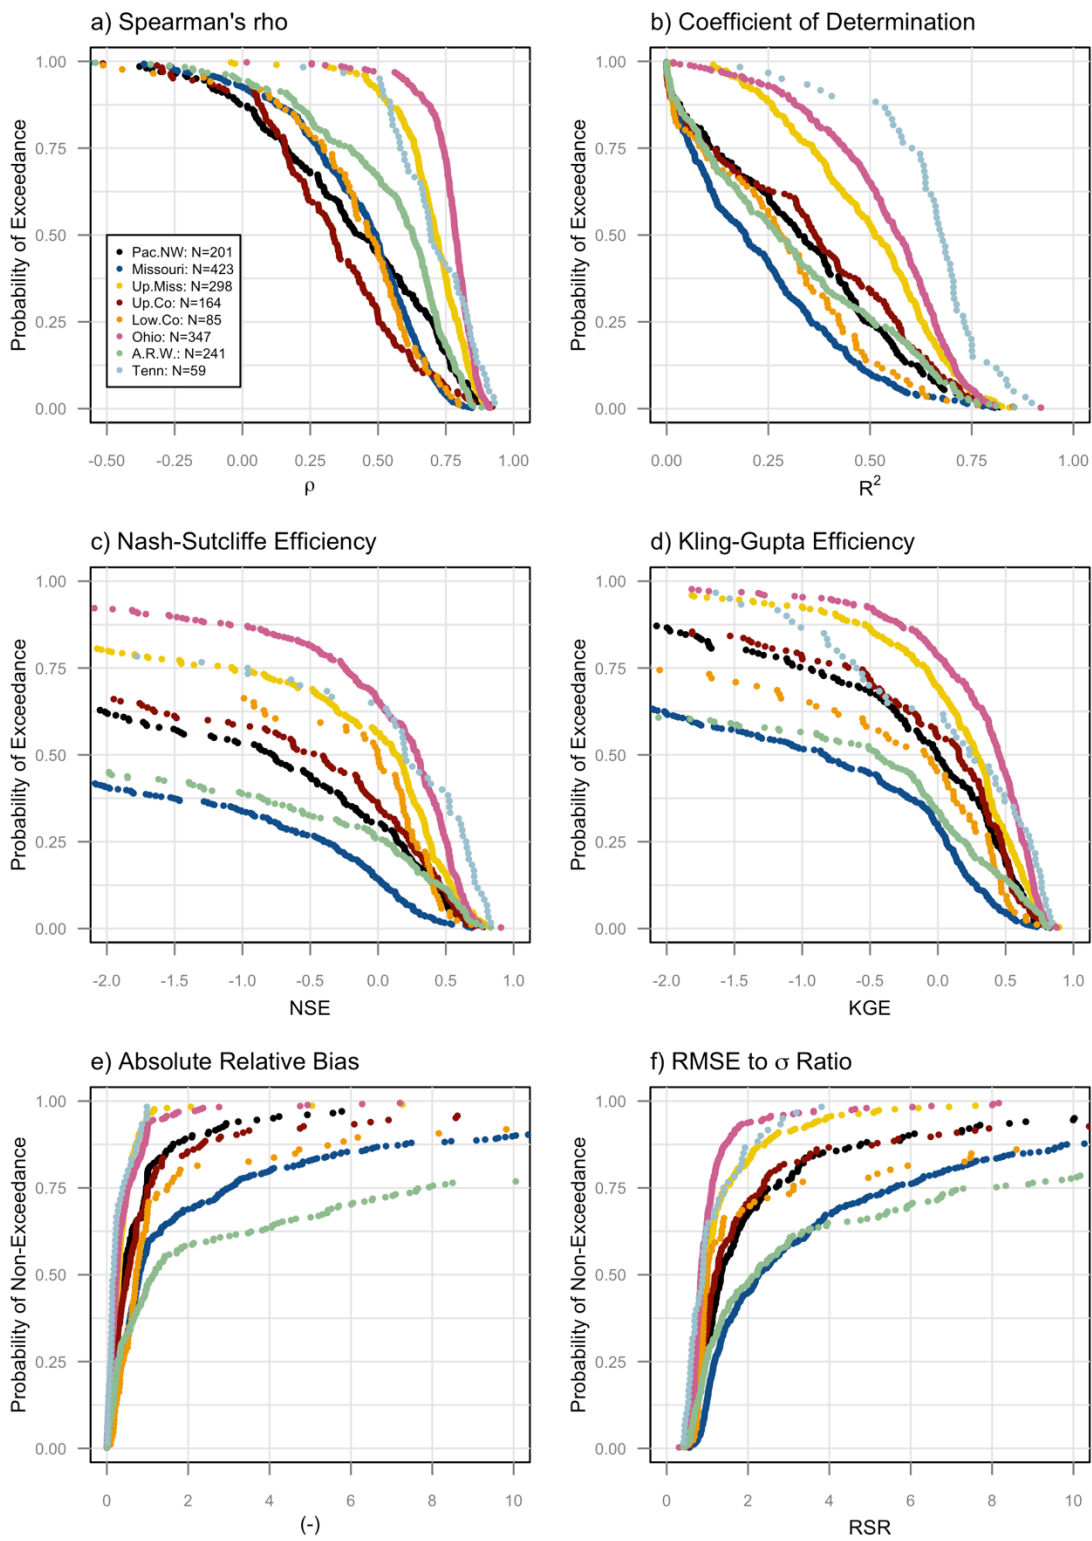 a) Spearman's rho
b) Coefficient of Determination
Probability of Exceedance
1.00
0.75
0.50
0.25
0.00
Pac.NW: N=201
Missouri: N=423
Up.Miss: N=298
Up.Co: N=164
Low.Co: N=85
Ohio: N=347
A.R.W.: N=241
Tenn: N=59
-0.50 -0.25 0.00 0.25 0.50 0.75 1.00
ρ
Probability of Exceedance
1.00
0.75
0.50
0.25
0.00
0.00 0.25 0.50 0.75 1.00
R²
c) Nash-Sutcliffe Efficiency
d) Kling-Gupta Efficiency
Probability of Exceedance
1.00
0.75
0.50
0.25
0.00
-2.0 -1.5 -1.0 -0.5 0.0 0.5 1.0
NSE
Probability of Exceedance
1.00
0.75
0.50
0.25
0.00
-2.0 -1.5 -1.0 -0.5 0.0 0.5 1.0
KGE
e) Absolute Relative Bias
f) RMSE to σ Ratio
Probability of Non-Exceedance
1.00
0.75
0.50
0.25
0.00
0 2 4 6 8 10
(-)
Probability of Non-Exceedance
1.00
0.75
0.50
0.25
0.00
0 2 4 6 8 10
RSR